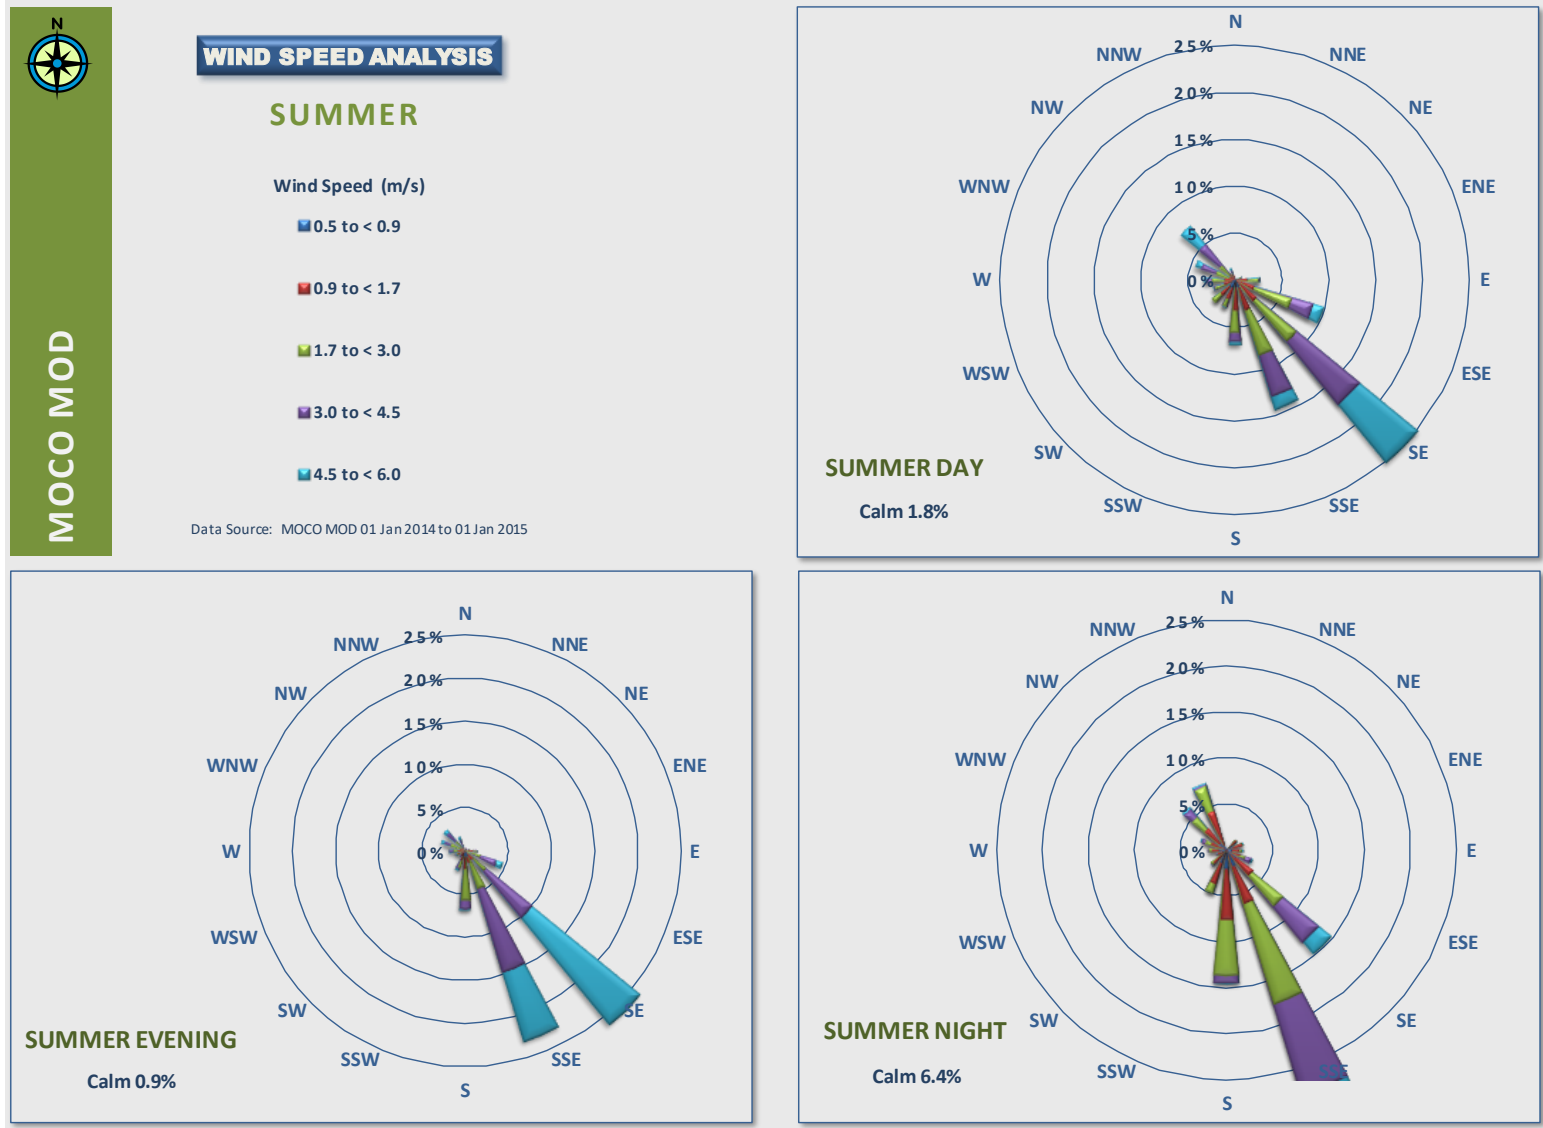 N
WIND SPEED ANALYSIS
SUMMER
Wind Speed (m/s)
0.5 to < 0.9
0.9 to < 1.7
1.7 to < 3.0
3.0 to < 4.5
4.5 to < 6.0
MOCO MOD
Data Source: MOCO MOD 01 Jan 2014 to 01 Jan 2015
N
25%
NNW
NNE
20%
NW
NE
15%
WNW
10%
ENE
5%
W
0%
E
WSW
ESE
SW
SE
SUMMER DAY
SSW
SSE
Calm 1.8%
S
N
25%
NNW
NNE
20%
NW
NE
15%
WNW
10%
ENE
5%
W
0%
E
WSW
ESE
SW
SE
SUMMER EVENING
SSW
SSE
Calm 0.9%
S
N
25%
NNW
NNE
20%
NW
NE
15%
WNW
10%
ENE
5%
W
0%
E
WSW
ESE
SW
SE
SUMMER NIGHT
SSW
SSE
Calm 6.4%
S